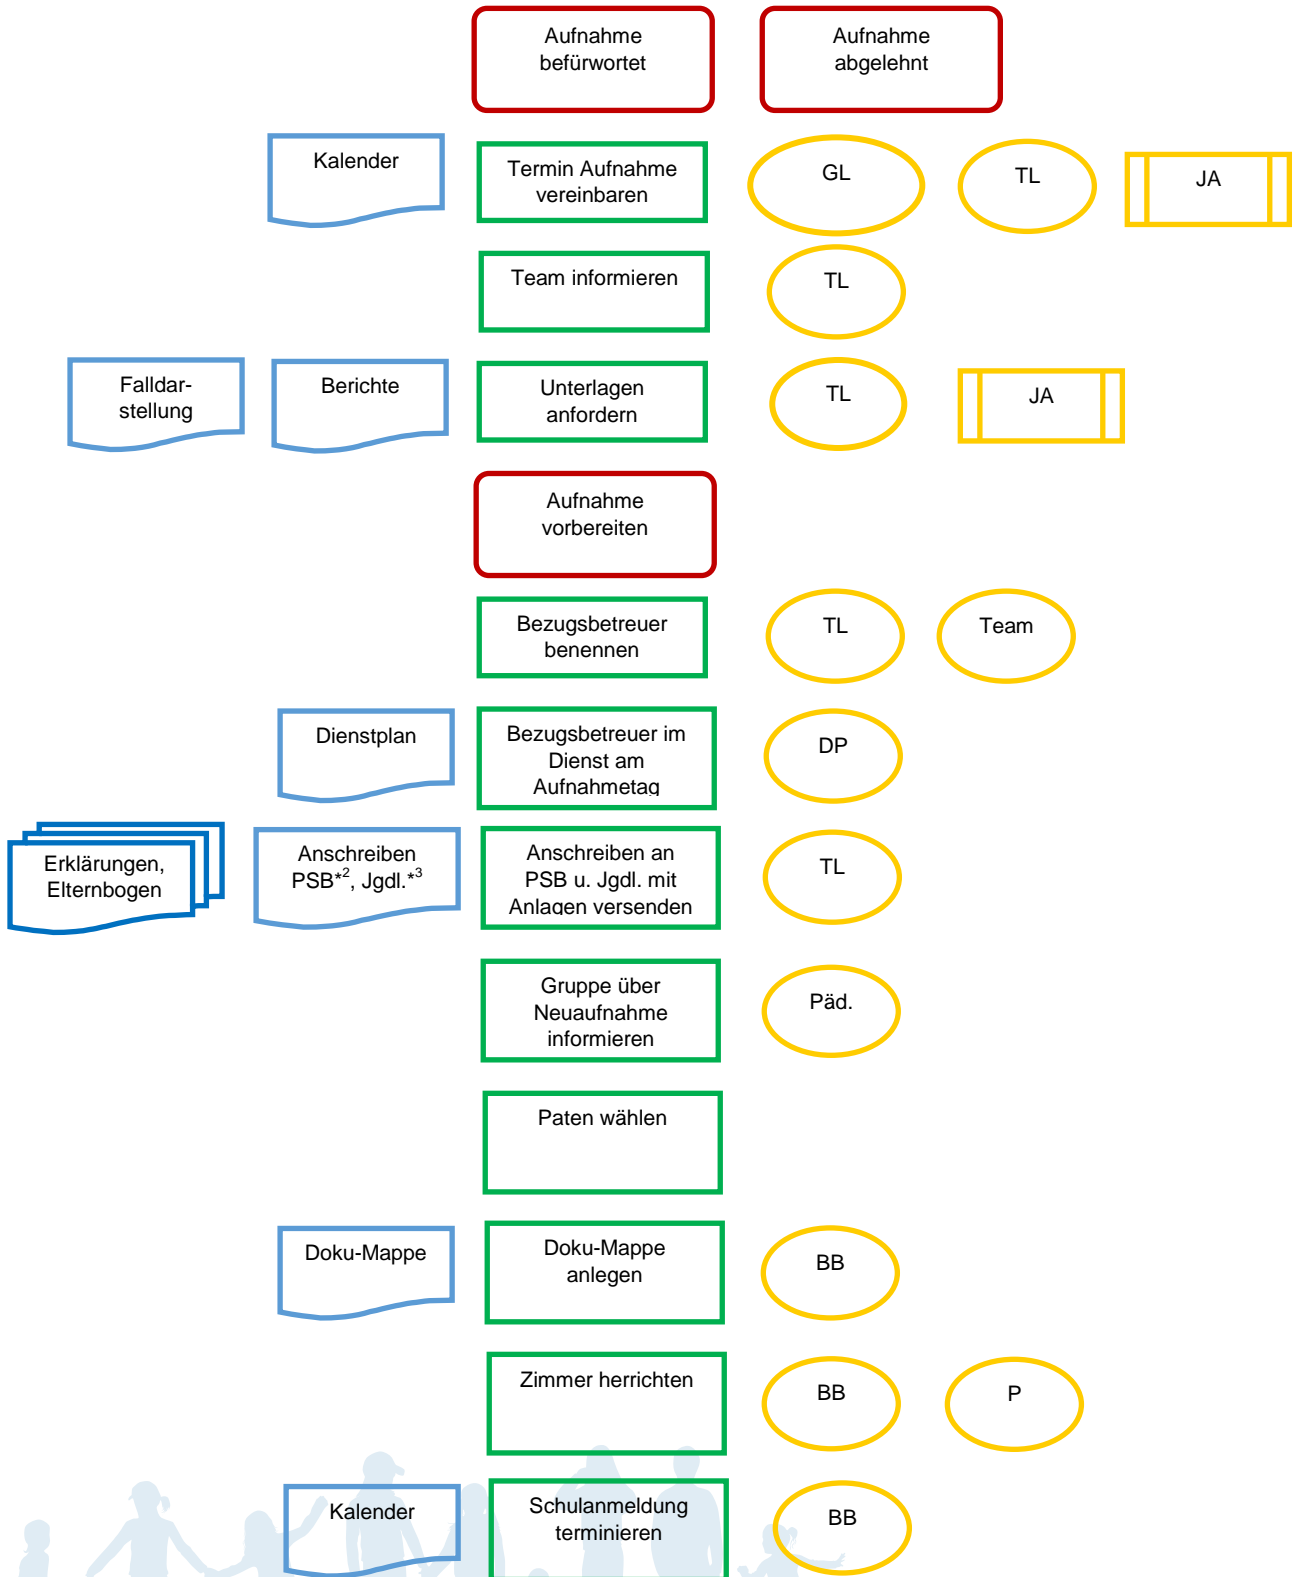 Aufnahme
befürwortet
Aufnahme
abgelehnt
Kalender
Termin Aufnahme
vereinbaren
GL
TL
JA
Team informieren
TL
Falldar-
stellung
Berichte
Unterlagen
anfordern
TL
JA
Aufnahme
vorbereiten
Bezugsbetreuer
benennen
TL
Team
Dienstplan
Bezugsbetreuer im
Dienst am
Aufnahmetag
DP
Erklärungen,
Elternbogen
Anschreiben
PSB*², Jgdl.*³
Anschreiben an
PSB u. Jgdl. mit
Anlagen versenden
TL
Gruppe über
Neuaufnahme
informieren
Päd.
Paten wählen
Doku-Mappe
Doku-Mappe
anlegen
BB
Zimmer herrichten
BB
P
Kalender
Schulanmeldung
terminieren
BB